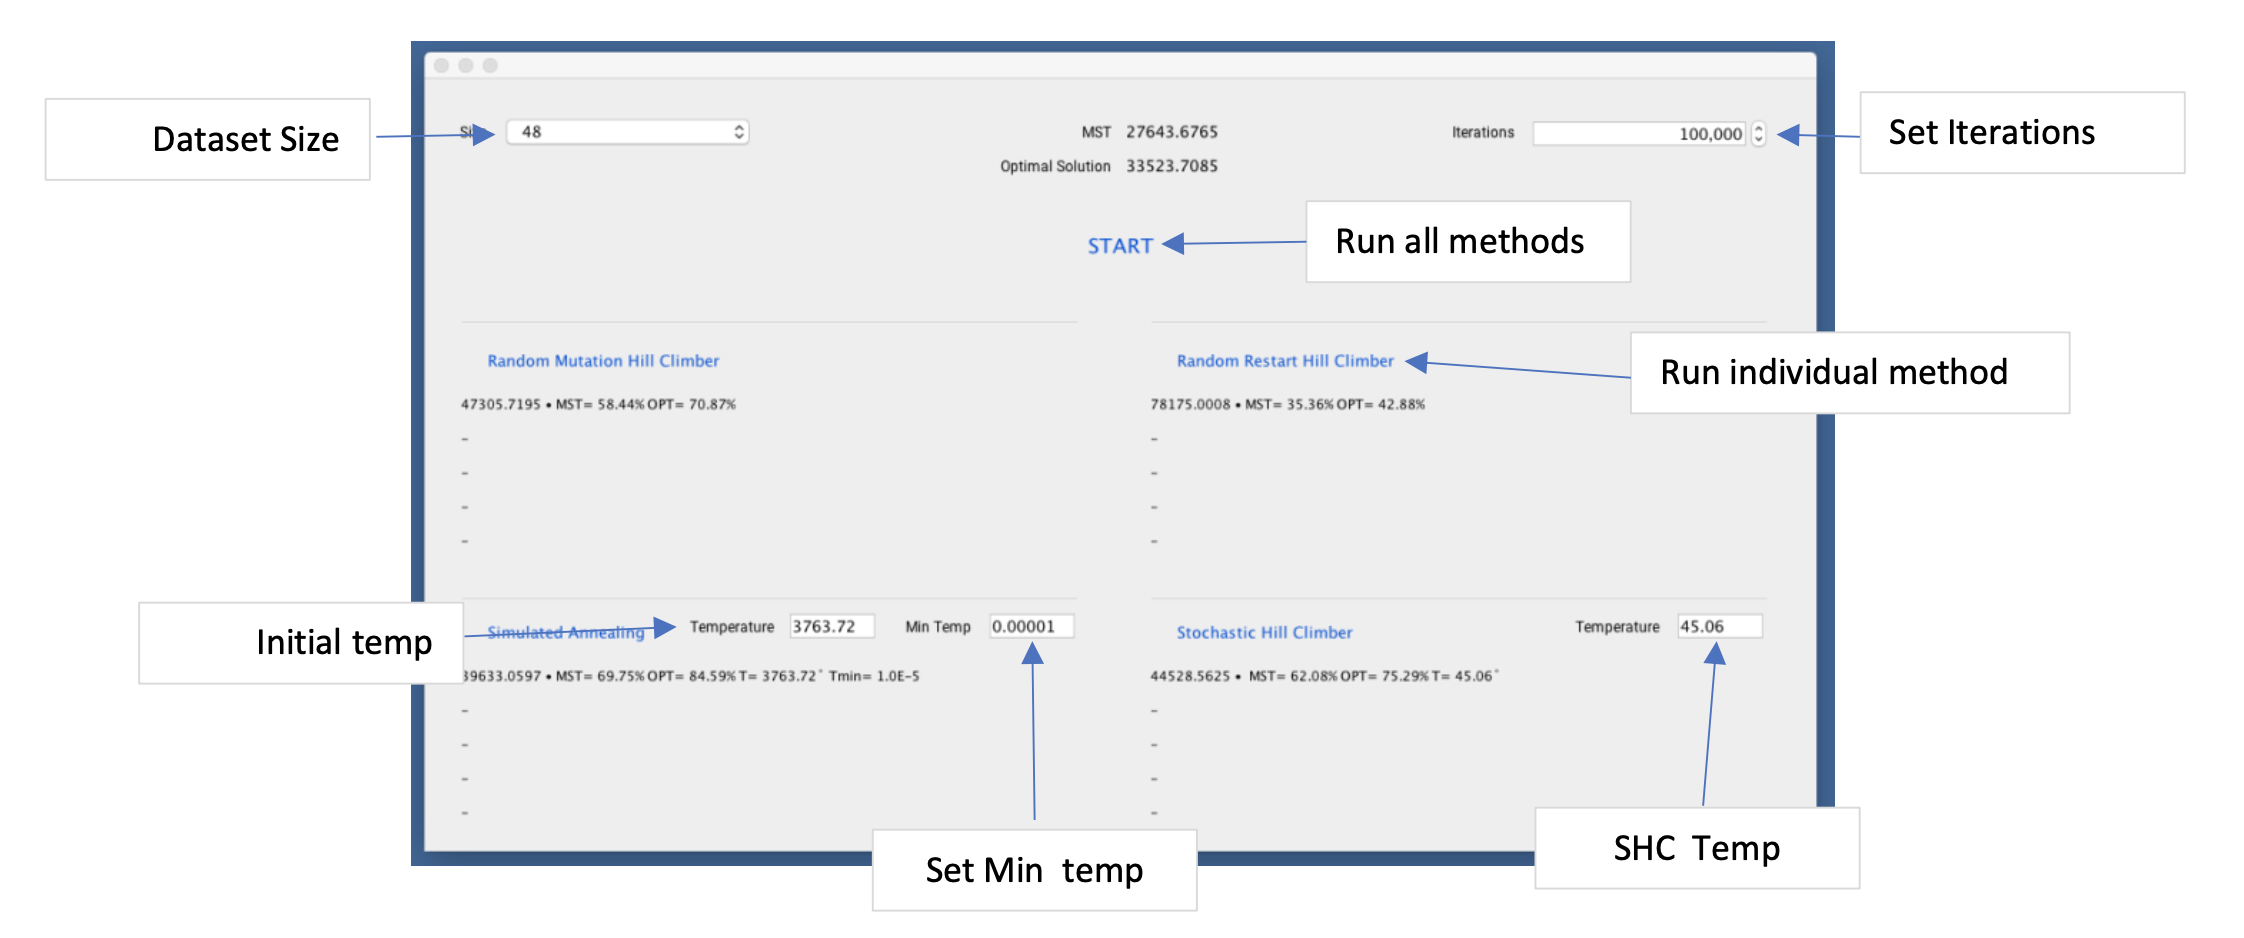 Dataset Size
48
MST 27643.6765
Iterations 100,000
Set Iterations
Optimal Solution 33523.7085
START
Run all methods
Random Mutation Hill Climber
Random Restart Hill Climber
Run individual method
47305.7195 • MST= 58.44% OPT= 70.87%
78175.0008 • MST= 35.36% OPT= 42.88%
-
-
-
-
-
-
-
-
Initial temp
Simulated Annealing
Temperature 3763.72
Min Temp 0.00001
Stochastic Hill Climber
Temperature 45.06
39633.0597 • MST= 69.75% OPT= 84.59% T= 3763.72° Tmin= 1.0E-5
44528.5625 • MST= 62.08% OPT= 75.29% T= 45.06°
-
-
-
-
-
-
-
-
Set Min temp
SHC Temp